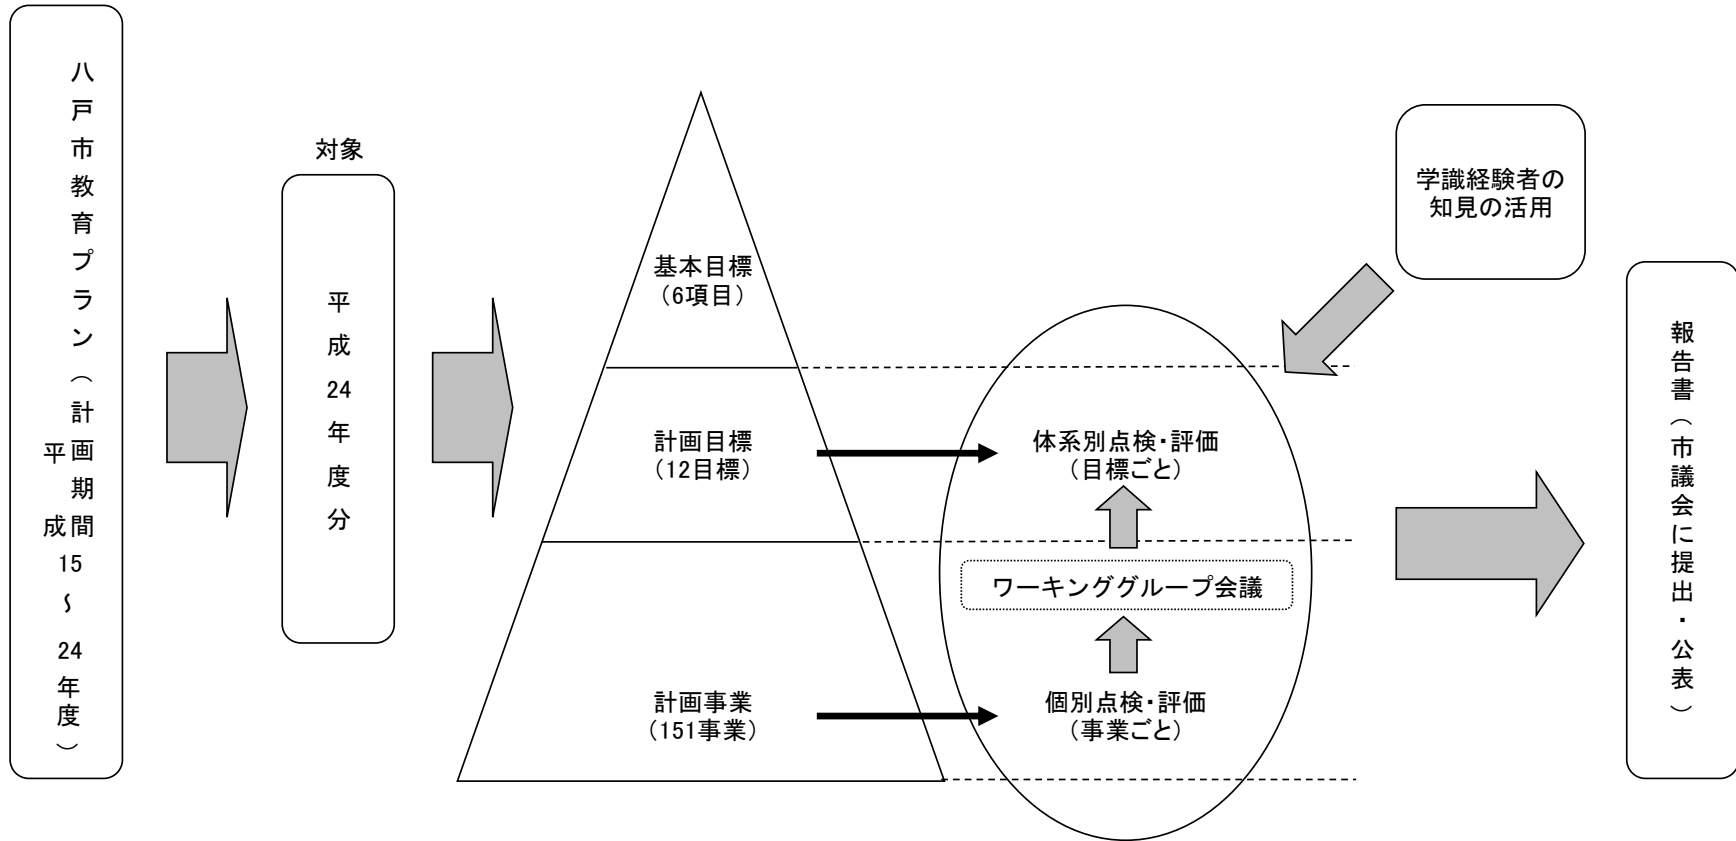 八戸市教育プラン（計画期間
平成15～24年度）
対象
平成24年度分
基本目標
（6項目）
計画目標
（12目標）
計画事業
（151事業）
体系別点検・評価
（目標ごと）
ワーキンググループ会議
個別点検・評価
（事業ごと）
学識経験者の
知見の活用
報告書（市議会に提出・公表）